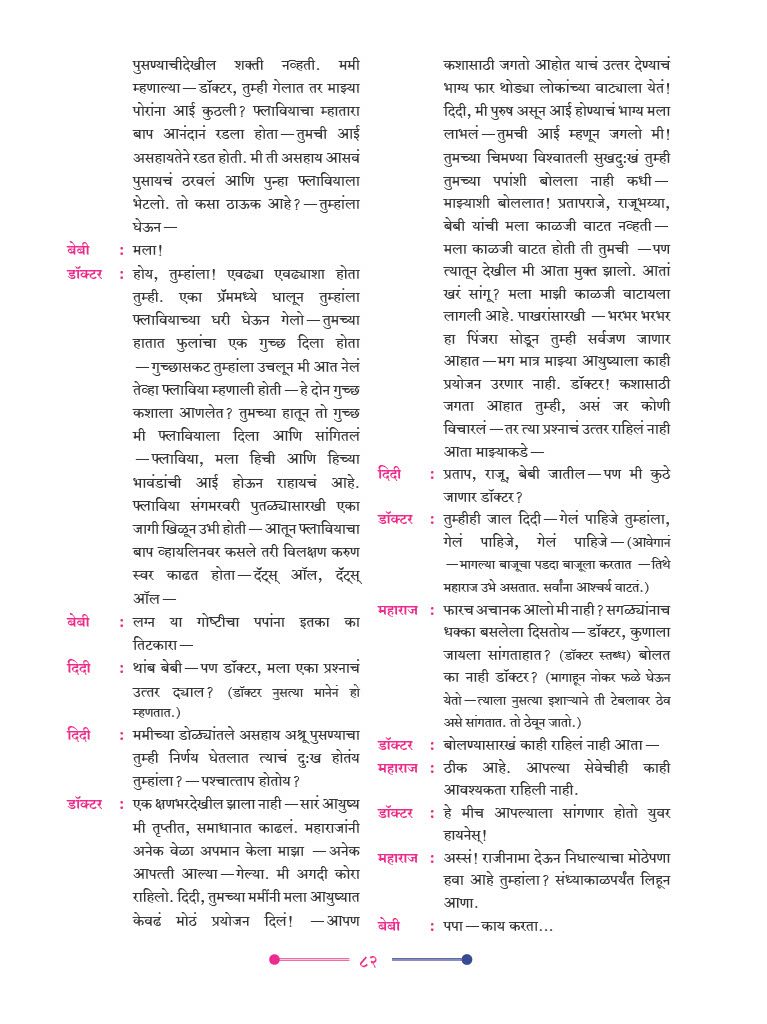 पुसण्याचीदेखील शक्ती नव्हती. ममी
म्हणाल्या — डॉक्टर, तुम्ही गेलात तर माझ्या
पोरांना आई कुठली? फ्लावियाचा म्हातारा
बाप आनंदानं रडला होता — तुमची आई
असहायतेने रडत होती. मी ती असहाय आसवं
पुसायचं ठरवलं आणि पुन्हा फ्लावियाला
भेटलो. तो कसा ठाऊक आहे? — तुम्हांला
घेऊन —
बेबी : मला!
डॉक्टर : होय, तुम्हांला! एवढ्या एवढ्याशा होता
तुम्ही. एका प्रॅममध्ये घालून तुम्हांला
फ्लावियाच्या घरी घेऊन गेलो — तुमच्या
हातात फुलांचा एक गुच्छ दिला होता
— गुच्छासकट तुम्हांला उचलून मी आत नेलं
तेव्हा फ्लाविया म्हणाली होती — हे दोन गुच्छ
कशाला आणलेत? तुमच्या हातून तो गुच्छ
मी फ्लावियाला दिला आणि सांगितलं
— फ्लाविया, मला हिची आणि हिच्या
भावंडांची आई होऊन राहायचं आहे.
फ्लाविया संगमरवरी पुतळ्यासारखी एका
जागी खिळून उभी होती — आतून फ्लावियाचा
बाप व्हायलिनवर कसले तरी विलक्षण करुण
स्वर काढत होता — दॅट्स् ऑल, दॅट्स्
ऑल —
बेबी : लग्न या गोष्टीचा पपांना इतका का
तिटकारा —
दिदी : थांब बेबी — पण डॉक्टर, मला एका प्रश्नाचं
उत्तर द्याल? (डॉक्टर नुसत्या मानेनं हो
म्हणतात.)
दिदी : ममीच्या डोळ्यांतले असहाय अश्रू पुसण्याचा
तुम्ही निर्णय घेतलात त्याचं दुःख होतंय
तुम्हांला? — पश्चात्ताप होतोय?
डॉक्टर : एक क्षणभरदेखील झाला नाही — सारं आयुष्य
मी तृप्तीत, समाधानात काढलं. महाराजांनी
अनेक वेळा अपमान केला माझा — अनेक
आपत्ती आल्या — गेल्या. मी अगदी कोरा
राहिलो. दिदी, तुमच्या ममींनी मला आयुष्यात
केवढं मोठं प्रयोजन दिलं! — आपण
कशासाठी जगतो आहोत याचं उत्तर देण्याचं
भाग्य फार थोड्या लोकांच्या वाट्याला येतं!
दिदी, मी पुरुष असून आई होण्याचं भाग्य मला
लाभलं — तुमची आई म्हणून जगलो मी!
तुमच्या चिमण्या विश्वातली सुखदुःखं तुम्ही
तुमच्या पपांशी बोलला नाही कधी —
माझ्याशी बोललात! प्रतापराजे, राजूभय्या,
बेबी यांची मला काळजी वाटत नव्हती —
मला काळजी वाटत होती ती तुमची — पण
त्यातून देखील मी आता मुक्त झालो. आतां
खरं सांगू? मला माझी काळजी वाटायला
लागली आहे. पाखरांसारखी — भरभर भरभर
हा पिंजरा सोडून तुम्ही सर्वजण जाणार
आहात — मग मात्र माझ्या आयुष्याला काही
प्रयोजन उरणार नाही. डॉक्टर! कशासाठी
जगता आहात तुम्ही, असं जर कोणी
विचारलं — तर त्या प्रश्नाचं उत्तर राहिलं नाही
आता माझ्याकडे —
दिदी : प्रताप, राजू, बेबी जातील — पण मी कुठे
जाणार डॉक्टर?
डॉक्टर : तुम्हीही जाल दिदी — गेलं पाहिजे तुम्हांला,
गेलं पाहिजे, गेलं पाहिजे — (आवेगानं
— मागल्या बाजूचा पडदा बाजूला करतात — तिथे
महाराज उभे असतात. सर्वांना आश्चर्य वाटतं.)
महाराज : फारच अचानक आलो मी नाही? सगळ्यांनाच
धक्का बसलेला दिसतोय — डॉक्टर, कुणाला
जायला सांगताहात? (डॉक्टर स्तब्ध) बोलत
का नाही डॉक्टर? (मागाहून नोकर फळे घेऊन
येतो — त्याला नुसत्या इशाऱ्याने ती टेबलावर ठेव
असे सांगतात. तो ठेवून जातो.)
डॉक्टर : बोलण्यासारखं काही राहिलं नाही आता —
महाराज : ठीक आहे. आपल्या सेवेचीही काही
आवश्यकता राहिली नाही.
डॉक्टर : हे मीच आपल्याला सांगणार होतो युवर
हायनेस्!
महाराज : अस्सं! राजीनामा देऊन निघाल्याचा मोठेपणा
हवा आहे तुम्हांला? संध्याकाळपर्यंत लिहून
आणा.
बेबी : पपा — काय करता...
८२